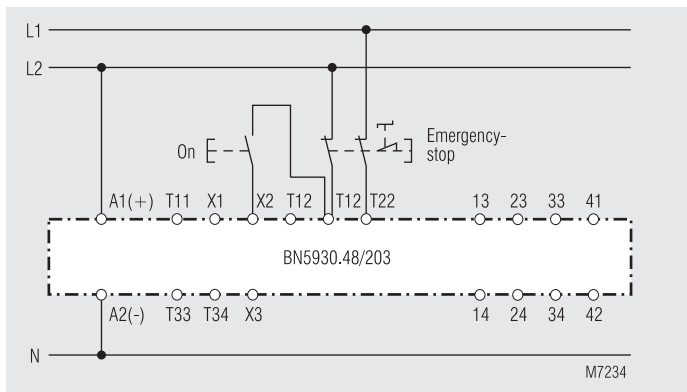 L1
L2
On
Emergency-
stop
A1(+) T11 X1 X2 T12 T12 T22 13 23 33 41
BN5930.48/203
A2(-) T33 T34 X3 14 24 34 42
N
M7234